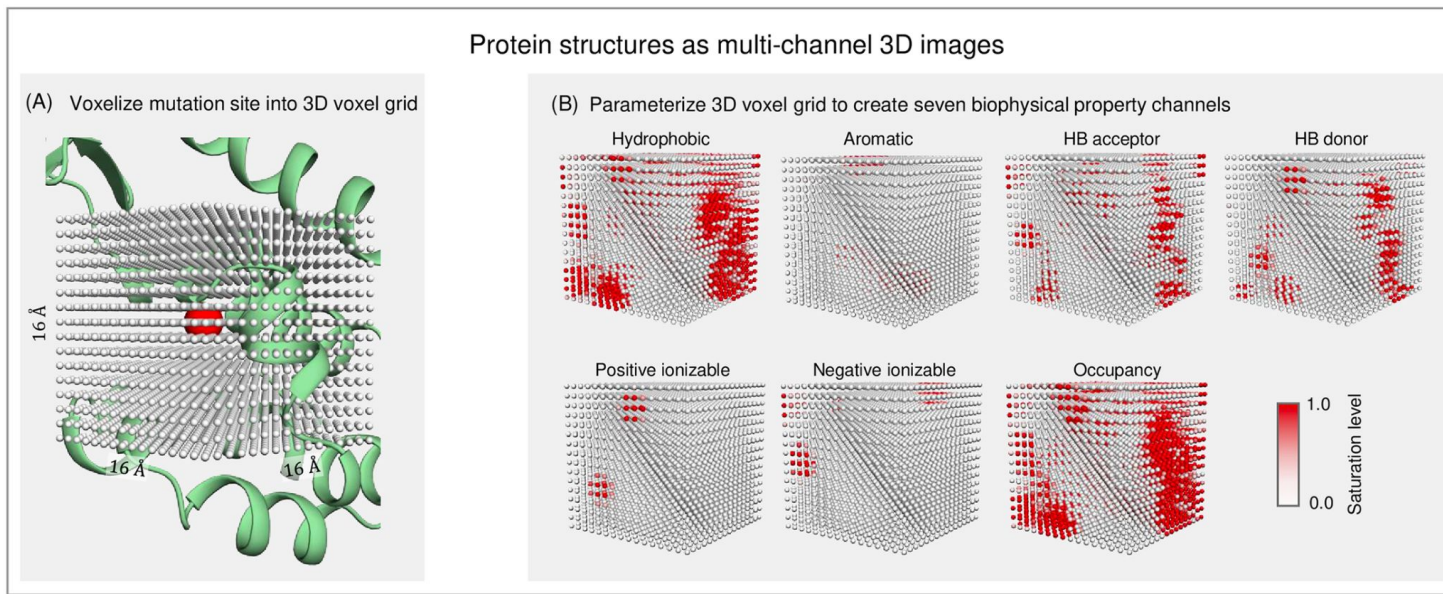 Protein structures as multi-channel 3D images
(A) Voxelize mutation site into 3D voxel grid
16 Å
16 Å
16 Å
(B) Parameterize 3D voxel grid to create seven biophysical property channels
Hydrophobic
Aromatic
HB acceptor
HB donor
Positive ionizable
Negative ionizable
Occupancy
1.0
0.0
Saturation level